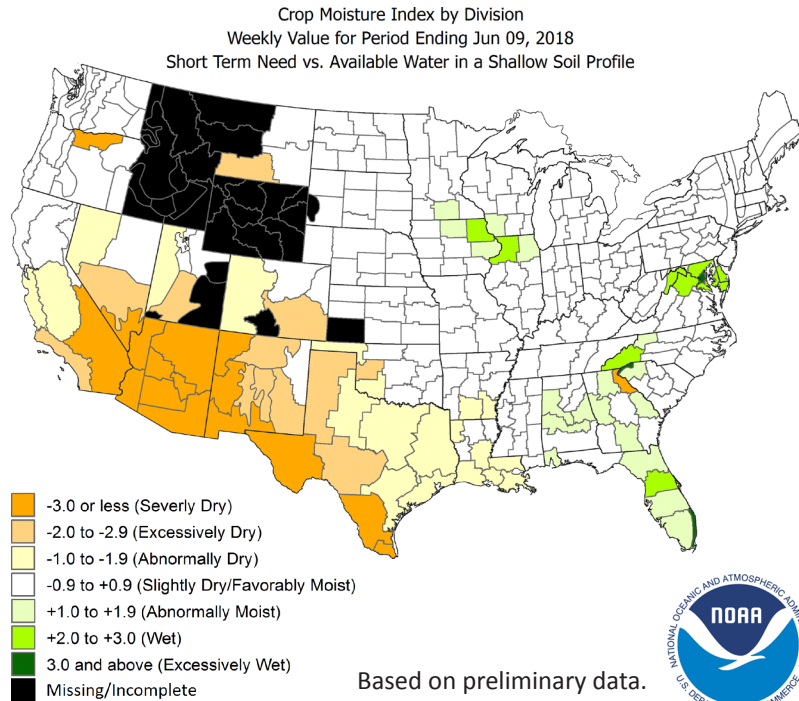 Crop Moisture Index by Division
Weekly Value for Period Ending Jun 09, 2018
Short Term Need vs. Available Water in a Shallow Soil Profile
-3.0 or less (Severly Dry)
-2.0 to -2.9 (Excessively Dry)
-1.0 to -1.9 (Abnormally Dry)
-0.9 to +0.9 (Slightly Dry/Favorably Moist)
+1.0 to +1.9 (Abnormally Moist)
+2.0 to +3.0 (Wet)
3.0 and above (Excessively Wet)
Missing/Incomplete
Based on preliminary data.
NATIONAL OCEANIC AND ATMOSPHERIC
NOAA
U.S.